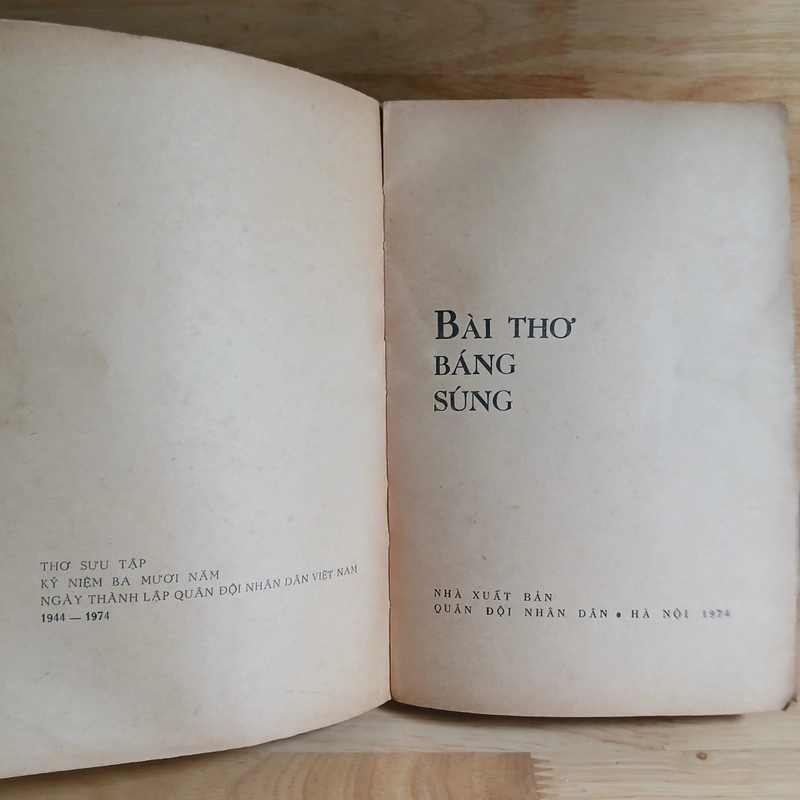 THƠ SƯU TẬP
KỶ NIỆM BA MƯƠI NĂM
NGÀY THÀNH LẬP QUÂN ĐỘI NHÂN DÂN VIỆT NAM
1944 — 1974
BÀI THƠ
BÁNG
SÚNG
NHÀ XUẤT BẢN
QUÂN ĐỘI NHÂN DÂN • HÀ NỘI 1974